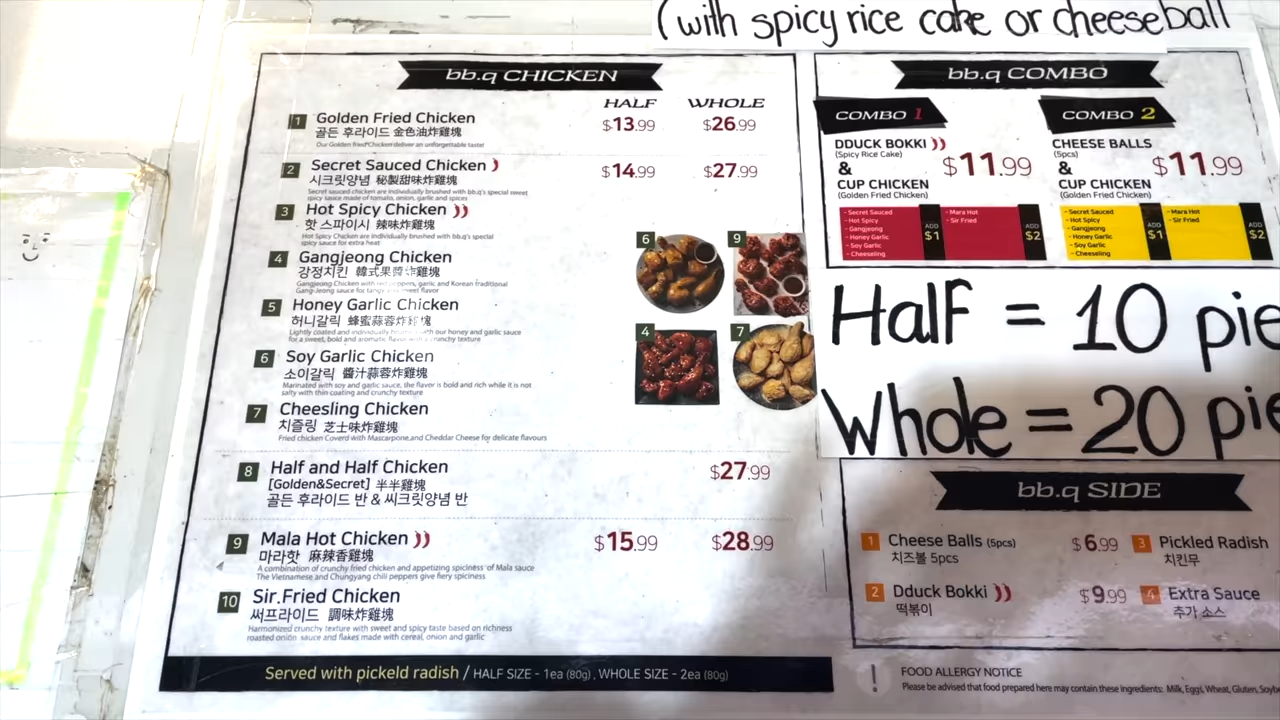 (with spicy rice cake or cheeseball
bb.q CHICKEN
HALF WHOLE
1 Golden Fried Chicken $13.99 $26.99
골든 후라이드 金色油炸雞塊
Our Golden fried Chicken deliver an unforgettable taste!
2 Secret Sauced Chicken $14.99 $27.99
시크릿양념 秘製甜味炸雞塊
Secret sauced chicken are individually brushed with bb.q's special sweet
spicy sauce made of tomato, onion, garlic and spices
3 Hot Spicy Chicken
핫 스파이시 辣味炸雞塊
Hot Spicy Chicken are individually brushed with bb.q's special
spicy sauce for extra heat
4 Gangjeong Chicken
강정치킨 韓式果醬炸雞塊
Gangjeong Chicken with red peppers, garlic and Korean traditional
Gang-Jeong sauce for tangy and sweet flavor
5 Honey Garlic Chicken
허니갈릭 蜂蜜蒜蓉炸雞塊
Lightly coated and individually brushed with our honey and garlic sauce
for a sweet, bold and aromatic flavor with a crunchy texture
6 Soy Garlic Chicken
소이갈릭 醬汁蒜蓉炸雞塊
Marinated with soy and garlic sauce, the flavor is bold and rich while it is not
salty with thin coating and crunchy texture
7 Cheesling Chicken
치즐링 芝士味炸雞塊
Fried chicken Coverd with Mascarpone,and Cheddar Cheese for delicate flavours
6 9
4 7
8 Half and Half Chicken $27.99
[Golden&Secret] 半半雞塊
골든 후라이드 반 & 씨크릿양념 반
9 Mala Hot Chicken $15.99 $28.99
마라핫 麻辣香雞塊
A combination of crunchy fried chicken and appetizing spiciness of Mala sauce
The Vietnamese and Chungyang chili peppers give fiery spiciness
10 Sir.Fried Chicken
써프라이드 調味炸雞塊
Harmonized crunchy texture with sweet and spicy taste based on richness
roasted onion sauce and flakes made with cereal, onion and garlic
Served with pickeld radish / HALF SIZE - 1ea (80g) , WHOLE SIZE - 2ea (80g)
bb.q COMBO
COMBO 1
DDUCK BOKKI
(Spicy Rice Cake)
&
CUP CHICKEN
(Golden Fried Chicken)
$11.99
- Secret Sauced
- Hot Spicy
- Gangjeong
- Honey Garlic
- Soy Garlic
- Cheeseling
ADD
$1
- Mara Hot
- Sir Fried
ADD
$2
COMBO 2
CHEESE BALLS
(5pcs)
&
CUP CHICKEN
(Golden Fried Chicken)
$11.99
- Secret Sauced
- Hot Spicy
- Gangjeong
- Honey Garlic
- Soy Garlic
- Cheeseling
ADD
$1
- Mara Hot
- Sir Fried
ADD
$2
Half = 10 pie
Whole = 20 pie
bb.q SIDE
1 Cheese Balls (5pcs) $6.99
치즈볼 5pcs
2 Dduck Bokki $9.99
떡볶이
3 Pickled Radish
치킨무
4 Extra Sauce
추가 소스
! FOOD ALLERGY NOTICE
Please be advised that food prepared here may contain these ingredients: Milk, Eggs, Wheat, Gluten, Soybe